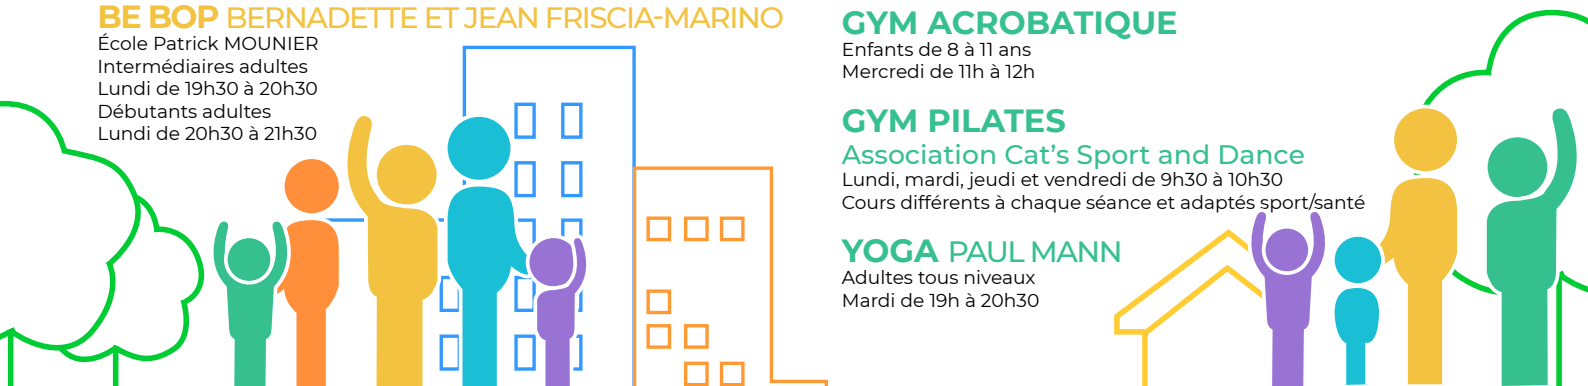 BE BOP BERNADETTE ET JEAN FRISCIA-MARINO
École Patrick MOUNIER
Intermédiaires adultes
Lundi de 19h30 à 20h30
Débutants adultes
Lundi de 20h30 à 21h30
GYM ACROBATIQUE
Enfants de 8 à 11 ans
Mercredi de 11h à 12h
GYM PILATES
Association Cat’s Sport and Dance
Lundi, mardi, jeudi et vendredi de 9h30 à 10h30
Cours différents à chaque séance et adaptés sport/santé
YOGA PAUL MANN
Adultes tous niveaux
Mardi de 19h à 20h30